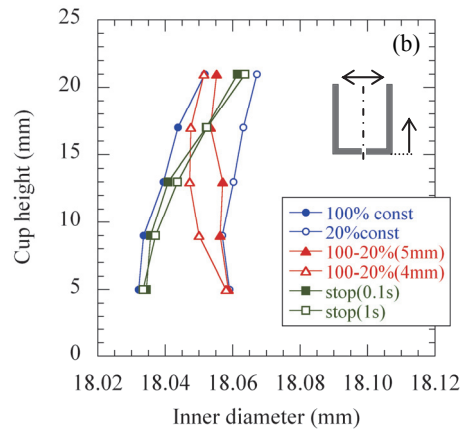 (b)
25
20
15
10
5
0
Cup height (mm)
100% const
20%const
100-20%(5mm)
100-20%(4mm)
stop(0.1s)
stop(1s)
18.02 18.04 18.06 18.08 18.10 18.12
Inner diameter (mm)